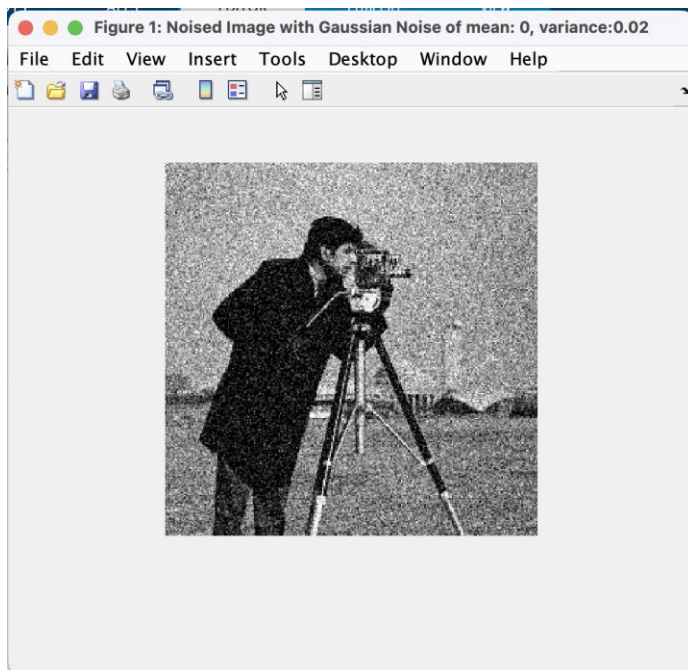 Figure 1: Noised Image with Gaussian Noise of mean: 0, variance:0.02
File Edit View Insert Tools Desktop Window Help